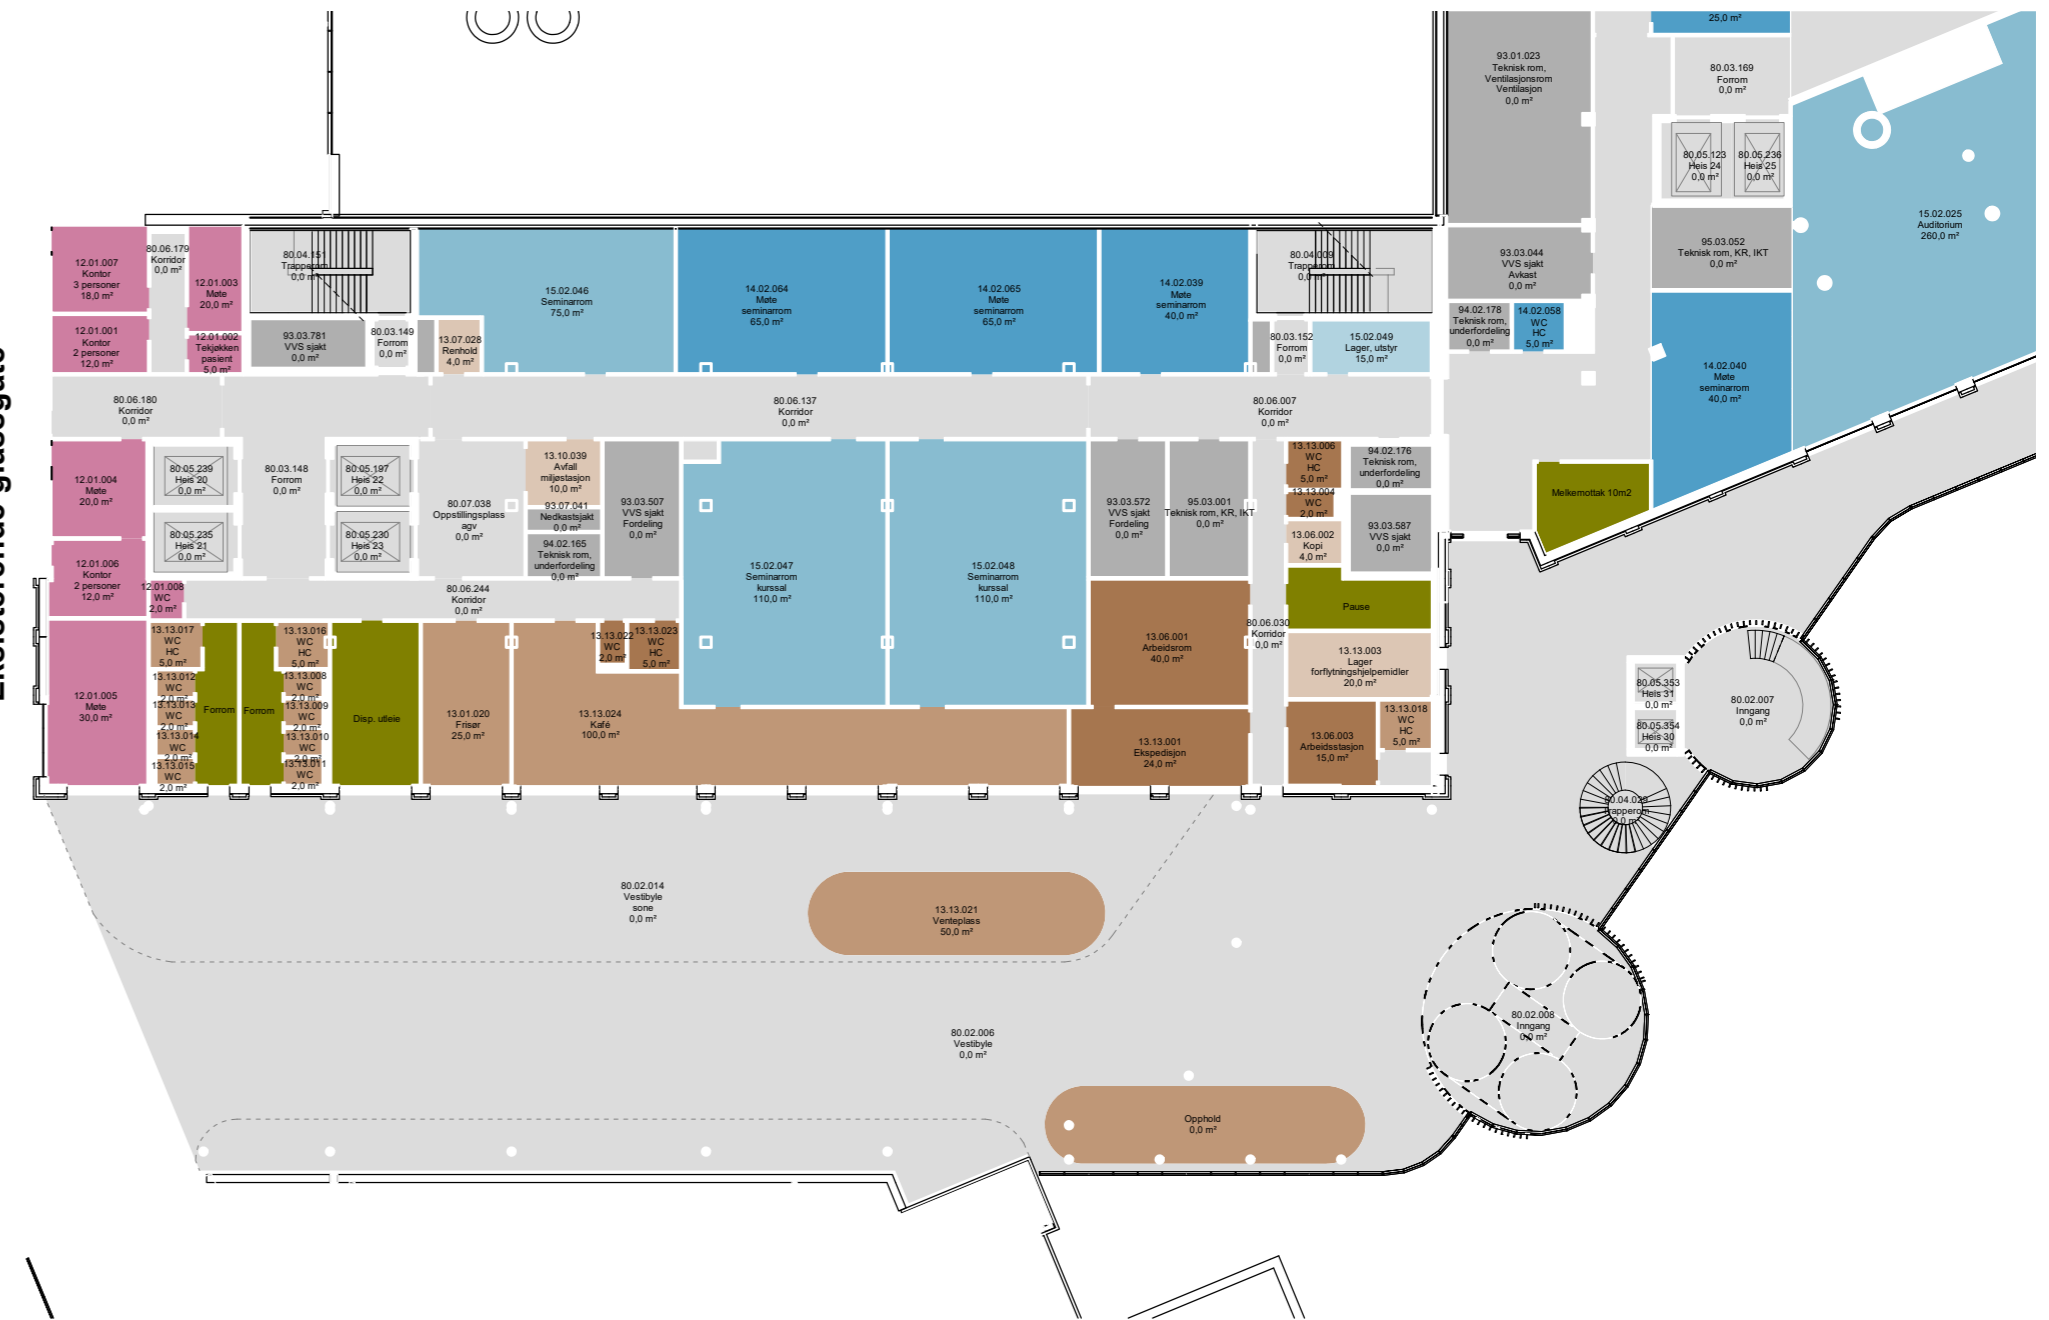 25,0 m²
93.01.023
Teknisk rom,
Ventilasjonsrom
Ventilasjon
0,0 m²
80.03.169
Forrom
0,0 m²
80.05.123
Heis 24
0,0 m²
80.05.236
Heis 25
0,0 m²
15.02.025
Auditorium
260,0 m²
95.03.052
Teknisk rom, KR, IKT
0,0 m²
93.03.044
VVS sjakt
Avkast
0,0 m²
94.02.178
Teknisk rom,
underfordeling
0,0 m²
14.02.058
WC
HC
5,0 m²
14.02.040
Møte
seminarrom
40,0 m²
Melkemottak 10m2
12.01.007
Kontor
3 personer
18,0 m²
80.06.179
Korridor
0,0 m²
12.01.003
Møte
20,0 m²
80.04.151
Trapperom
0,0 m²
15.02.046
Seminarrom
75,0 m²
14.02.064
Møte
seminarrom
65,0 m²
14.02.065
Møte
seminarrom
65,0 m²
14.02.039
Møte
seminarrom
40,0 m²
80.04.009
Trapperom
0,0 m²
12.01.001
Kontor
2 personer
12,0 m²
12.01.002
Tekjøkken
pasient
5,0 m²
93.03.781
VVS sjakt
0,0 m²
80.03.149
Forrom
0,0 m²
13.07.028
Renhold
4,0 m²
80.03.152
Forrom
0,0 m²
15.02.049
Lager, utstyr
15,0 m²
80.06.180
Korridor
0,0 m²
80.06.137
Korridor
0,0 m²
80.06.007
Korridor
0,0 m²
12.01.004
Møte
20,0 m²
80.05.239
Heis 20
0,0 m²
80.03.148
Forrom
0,0 m²
80.05.197
Heis 22
0,0 m²
80.05.235
Heis 21
0,0 m²
80.05.230
Heis 23
0,0 m²
80.07.038
Oppstillingsplass
agv
0,0 m²
13.10.039
Avfall
miljøstasjon
10,0 m²
93.07.041
Nedkastsjakt
0,0 m²
94.02.165
Teknisk rom,
underfordeling
0,0 m²
93.03.507
VVS sjakt
Fordeling
0,0 m²
15.02.047
Seminarrom
kurssal
110,0 m²
15.02.048
Seminarrom
kurssal
110,0 m²
93.03.572
VVS sjakt
Fordeling
0,0 m²
95.03.001
Teknisk rom, KR, IKT
0,0 m²
13.13.006
WC
HC
5,0 m²
13.13.004
WC
2,0 m²
13.06.002
Kopi
4,0 m²
94.02.176
Teknisk rom,
underfordeling
0,0 m²
93.03.587
VVS sjakt
0,0 m²
12.01.006
Kontor
2 personer
12,0 m²
12.01.008
WC
2,0 m²
80.06.244
Korridor
0,0 m²
Pause
12.01.005
Møte
30,0 m²
13.13.017
WC
HC
5,0 m²
13.13.012
WC
2,0 m²
13.13.013
WC
2,0 m²
13.13.014
WC
2,0 m²
13.13.015
WC
2,0 m²
Forrom
Forrom
13.13.016
WC
HC
5,0 m²
13.13.008
WC
2,0 m²
13.13.009
WC
2,0 m²
13.13.010
WC
2,0 m²
13.13.011
WC
2,0 m²
Disp. utleie
13.01.020
Frisør
25,0 m²
13.13.024
Kafé
100,0 m²
13.13.022
WC
2,0 m²
13.13.023
WC
HC
5,0 m²
13.06.001
Arbeidsrom
40,0 m²
80.06.030
Korridor
0,0 m²
13.13.003
Lager
forflytningshjelpemidler
20,0 m²
13.13.001
Ekspedisjon
24,0 m²
13.06.003
Arbeidsstasjon
15,0 m²
13.13.018
WC
HC
5,0 m²
80.05.353
Heis 31
0,0 m²
80.05.354
Heis 30
0,0 m²
80.02.007
Inngang
0,0 m²
80.04.029
Trapperom
0,0 m²
80.02.014
Vestibyle
sone
0,0 m²
13.13.021
Venteplass
50,0 m²
80.02.006
Vestibyle
0,0 m²
80.02.008
Inngang
0,0 m²
Opphold
0,0 m²